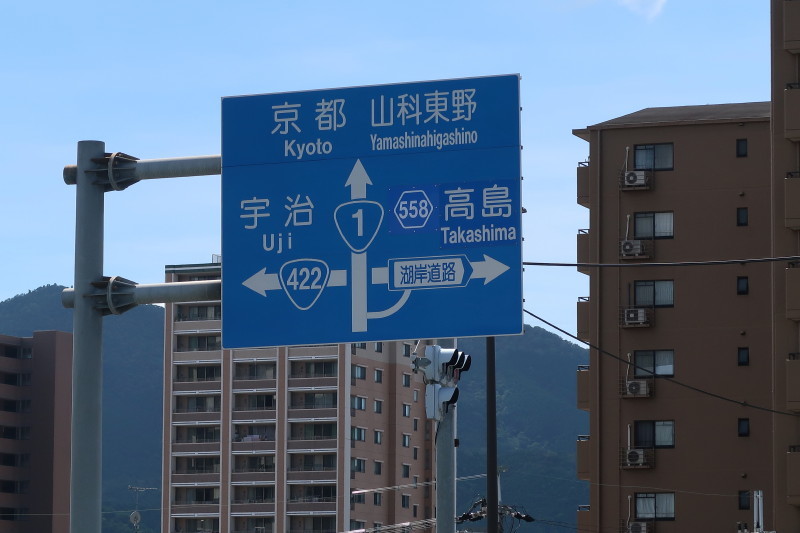 京都 山科東野
Kyoto Yamashinahigashino
宇治 1 558 高島
Uji Takashima
422 湖岸道路